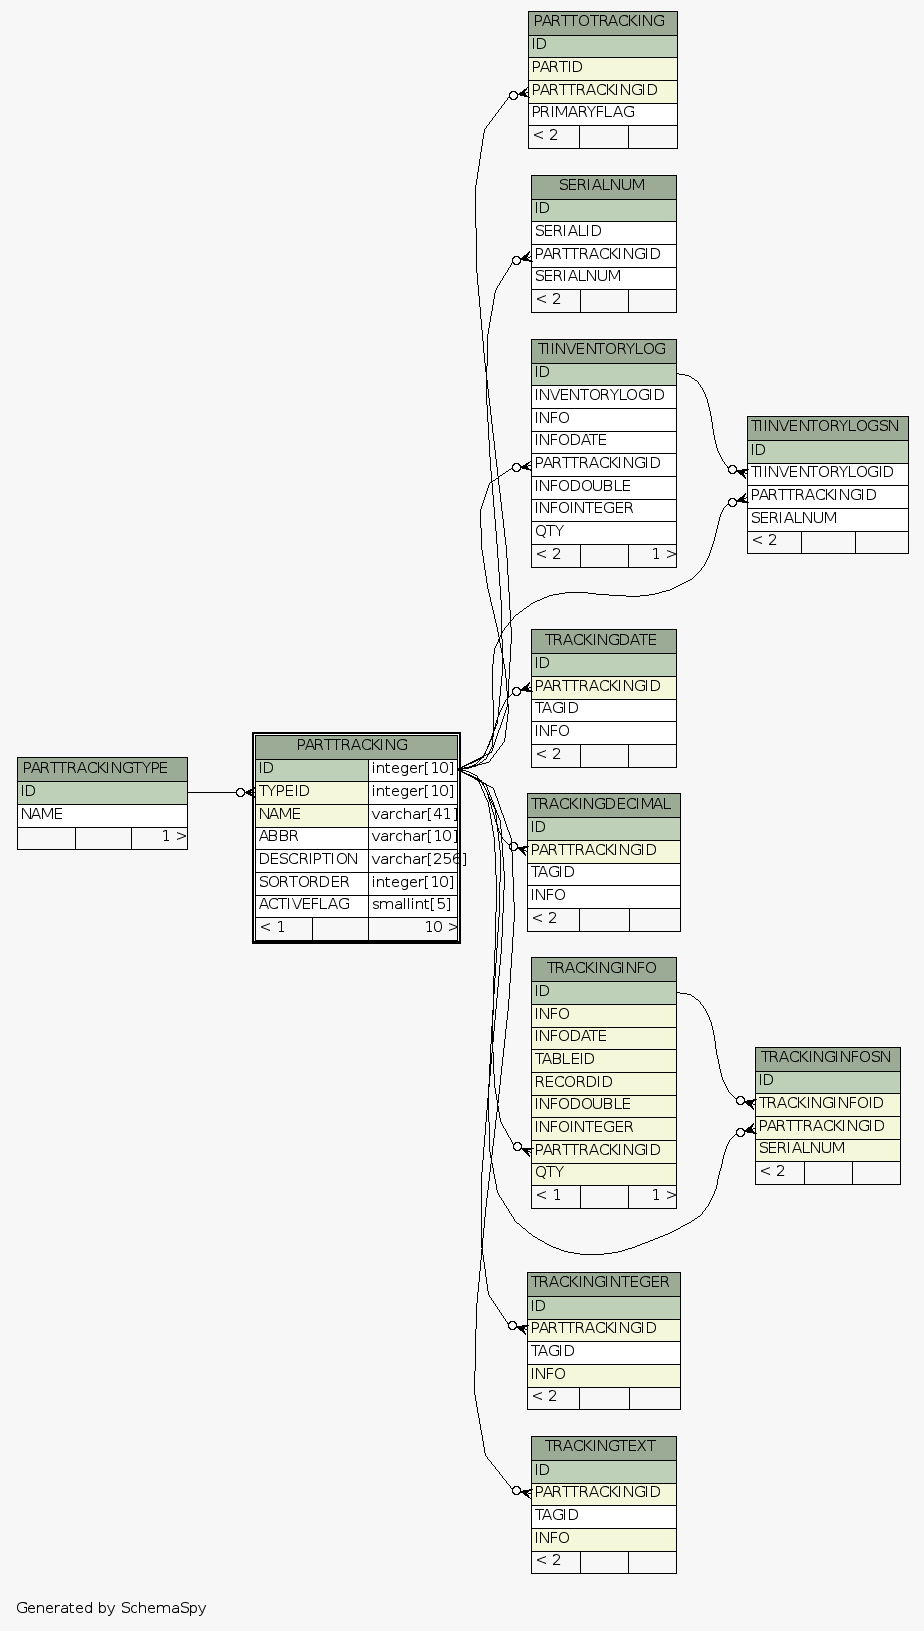 PARTTOTRACKING
ID
PARTID
PARTTRACKINGID
PRIMARYFLAG
< 2
SERIALNUM
ID
SERIALID
PARTTRACKINGID
SERIALNUM
< 2
TIINVENTORYLOG
ID
INVENTORYLOGID
INFO
INFODATE
PARTTRACKINGID
INFODOUBLE
INFOINTEGER
QTY
< 2 1 >
TIINVENTORYLOGSN
ID
TIINVENTORYLOGID
PARTTRACKINGID
SERIALNUM
< 2
TRACKINGDATE
ID
PARTTRACKINGID
TAGID
INFO
< 2
PARTTRACKINGTYPE
ID
NAME
1 >
PARTTRACKING
ID integer[10]
TYPEID integer[10]
NAME varchar[41]
ABBR varchar[10]
DESCRIPTION varchar[256]
SORTORDER integer[10]
ACTIVEFLAG smallint[5]
< 1 10 >
TRACKINGDECIMAL
ID
PARTTRACKINGID
TAGID
INFO
< 2
TRACKINGINFO
ID
INFO
INFODATE
TABLEID
RECORDID
INFODOUBLE
INFOINTEGER
PARTTRACKINGID
QTY
< 1 1 >
TRACKINGINFOSN
ID
TRACKINGINFOID
PARTTRACKINGID
SERIALNUM
< 2
TRACKINGINTEGER
ID
PARTTRACKINGID
TAGID
INFO
< 2
TRACKINGTEXT
ID
PARTTRACKINGID
TAGID
INFO
< 2
Generated by SchemaSpy